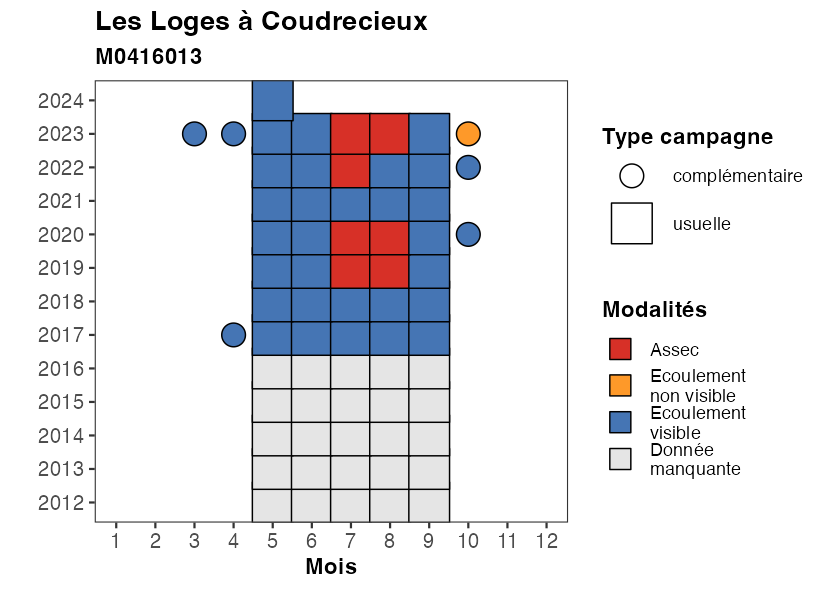 Les Loges à Coudrecieux
M0416013
2024
2023
2022
2021
2020
2019
2018
2017
2016
2015
2014
2013
2012
1 2 3 4 5 6 7 8 9 10 11 12
Mois
Type campagne
complémentaire
usuelle
Modalités
Assec
Ecoulement
non visible
Ecoulement
visible
Donnée
manquante